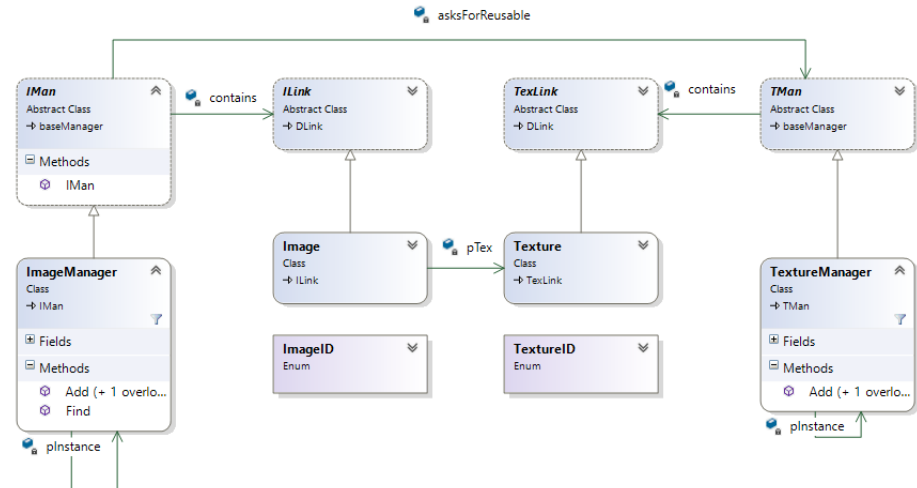 asksForReusable
IMan
Abstract Class
baseManager
Methods
IMan
contains
ILink
Abstract Class
DLink
TexLink
Abstract Class
DLink
contains
TMan
Abstract Class
baseManager
ImageManager
Class
IMan
Fields
Methods
Add (+ 1 overlo...
Find
pInstance
Image
Class
ILink
pTex
Texture
Class
TexLink
ImageID
Enum
TextureID
Enum
TextureManager
Class
TMan
Fields
Methods
Add (+ 1 overlo...
pInstance